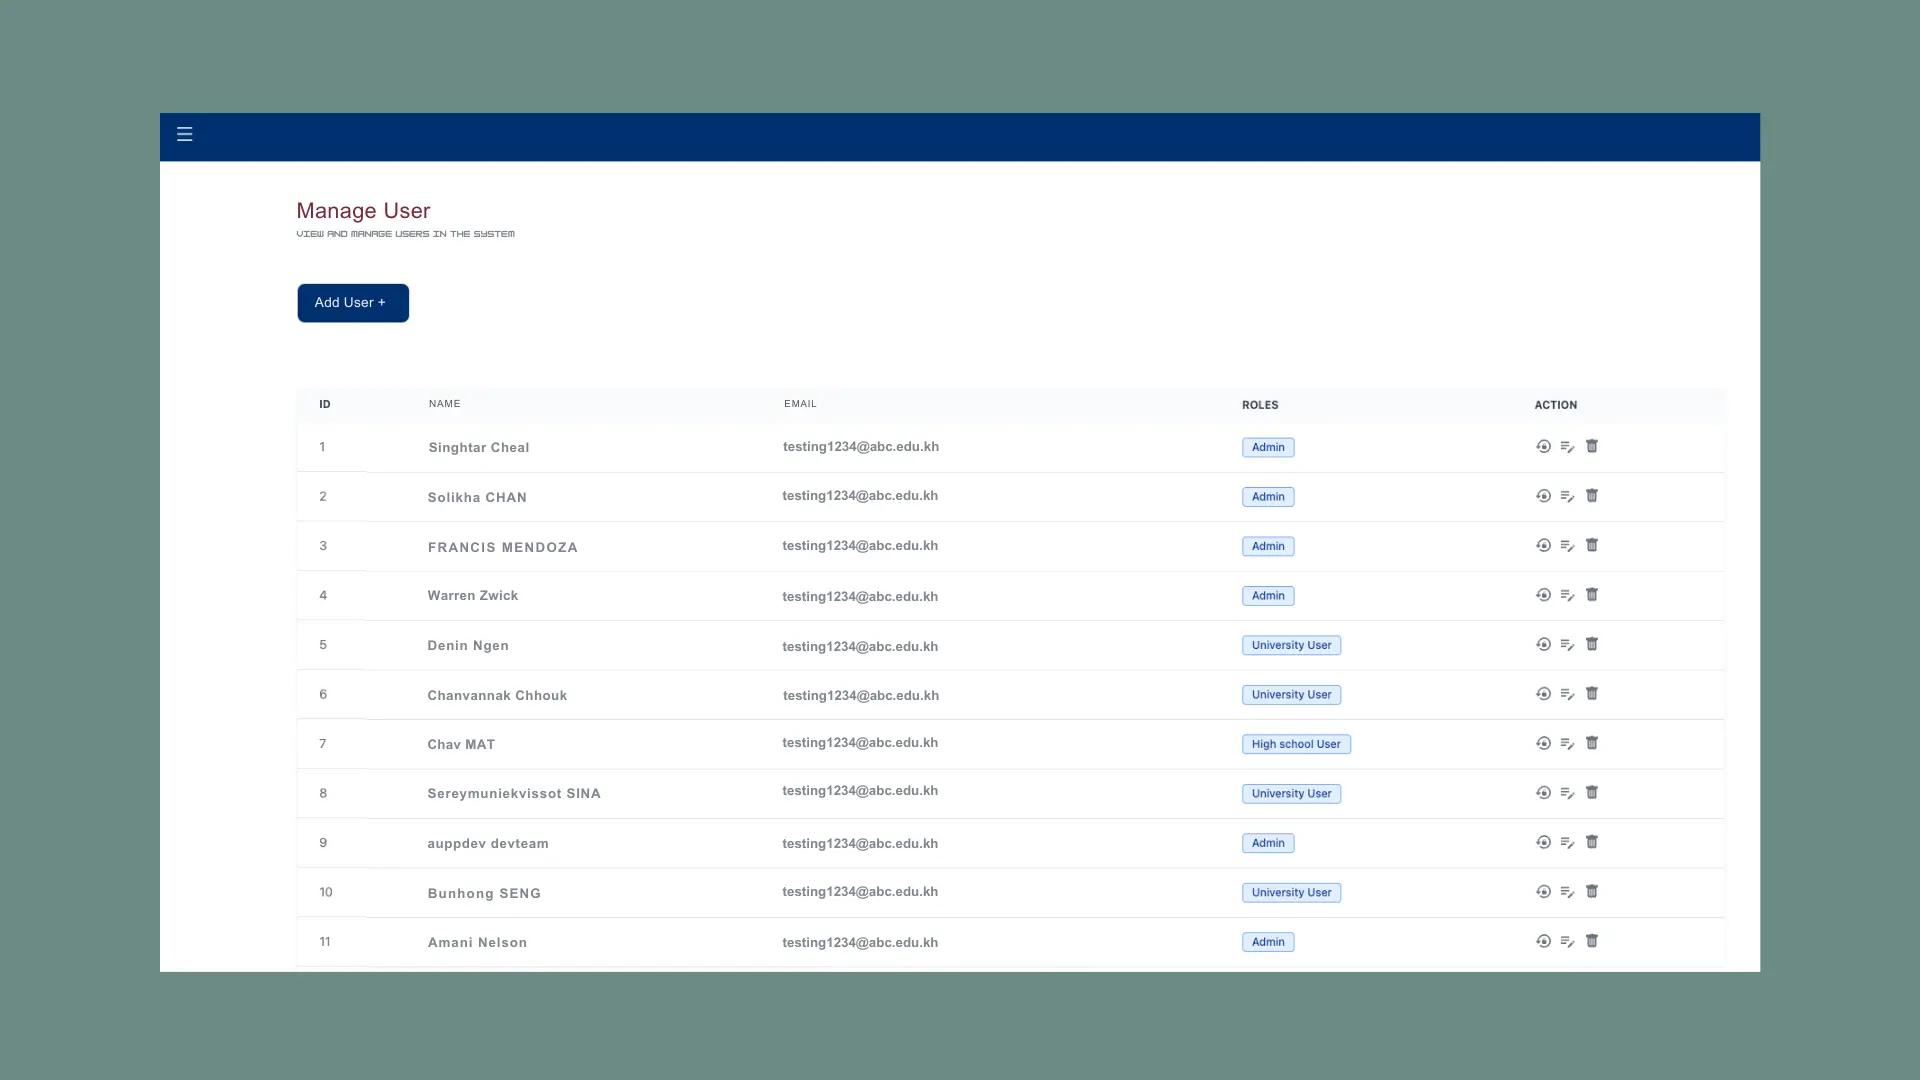 Manage User
VIEW AND MANAGE USERS IN THE SYSTEM
Add User +
ID NAME EMAIL ROLES ACTION
1 Singhtar Cheal testing1234@abc.edu.kh Admin
2 Solikha CHAN testing1234@abc.edu.kh Admin
3 FRANCIS MENDOZA testing1234@abc.edu.kh Admin
4 Warren Zwick testing1234@abc.edu.kh Admin
5 Denin Ngen testing1234@abc.edu.kh University User
6 Chanvannak Chhouk testing1234@abc.edu.kh University User
7 Chav MAT testing1234@abc.edu.kh High school User
8 Sereymuniekvissot SINA testing1234@abc.edu.kh University User
9 auppdev devteam testing1234@abc.edu.kh Admin
10 Bunhong SENG testing1234@abc.edu.kh University User
11 Amani Nelson testing1234@abc.edu.kh Admin